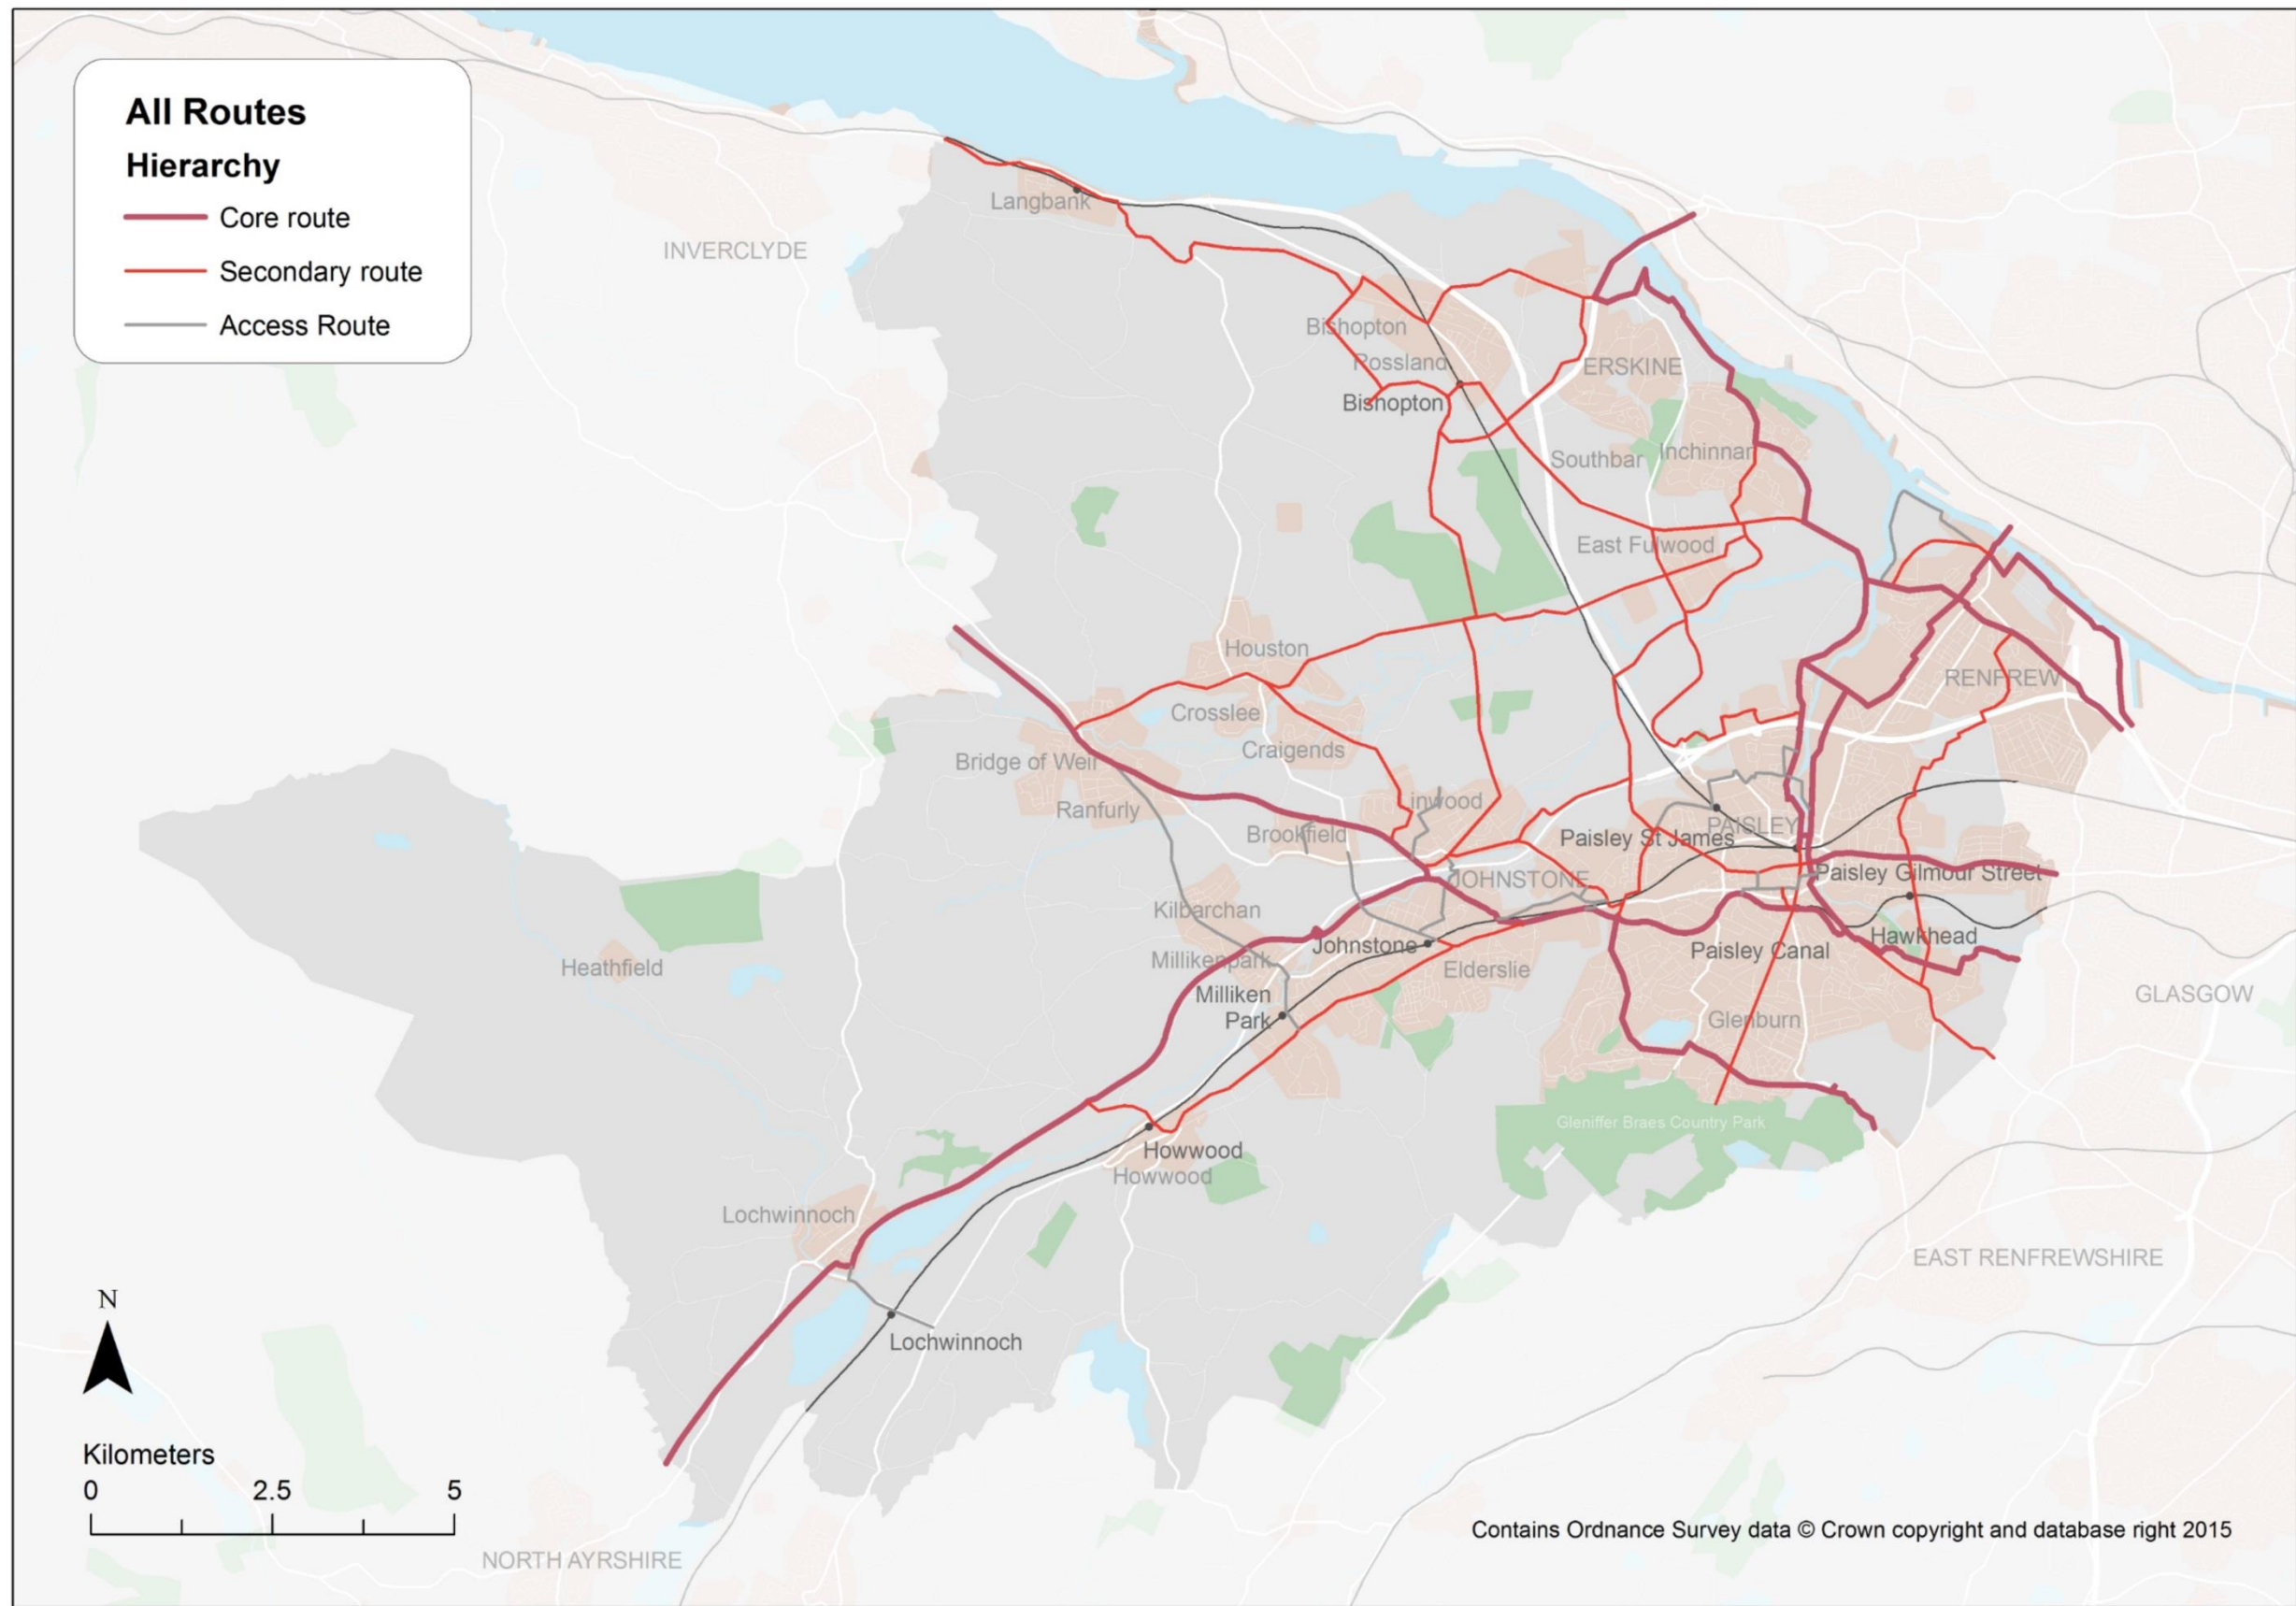 All Routes
Hierarchy
Core route
Secondary route
Access Route
Langbank
INVERCLYDE
Bishopton
Rossland
ERSKINE
Bishopton
Southbar
Inchinnan
East Fulwood
Houston
RENFREW
Crosslee
Craigends
Bridge of Weir
Ranfurly
Linwood
Brookfield
PAISLEY
Paisley St James
Paisley Gilmour Street
JOHNSTONE
Kilbarchan
Hawkhead
Johnstone
Paisley Canal
Millikenpark
Elderslie
Heathfield
Milliken
Park
GLASGOW
Glenburn
Gleniffer Braes Country Park
Howwood
Howwood
Lochwinnoch
EAST RENFREWSHIRE
N
Lochwinnoch
Kilometers
0 2.5 5
Contains Ordnance Survey data © Crown copyright and database right 2015
NORTH AYRSHIRE